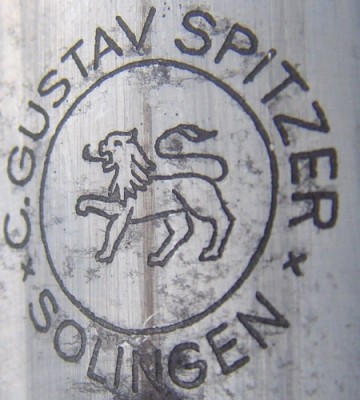 C. GUSTAV SPITZER
SOLINGEN